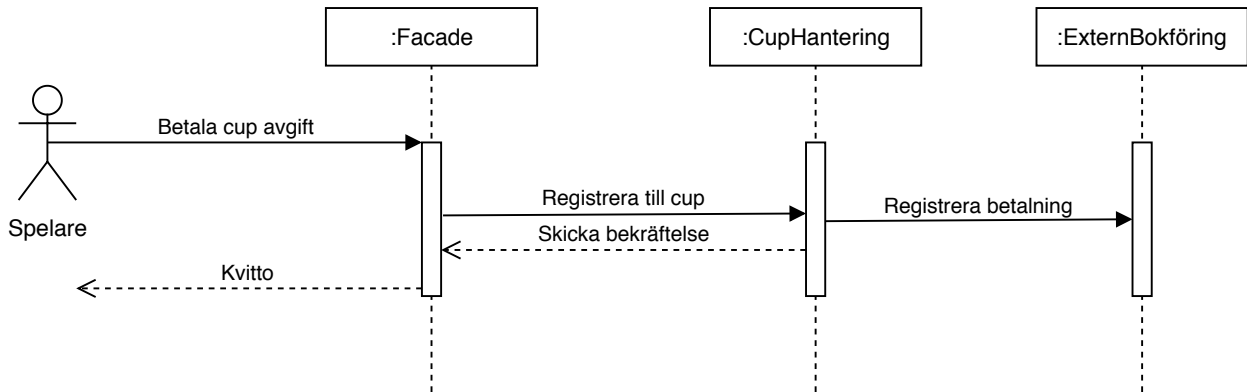 :Facade
:CupHantering
:ExternBokföring
Betala cup avgift
Spelare
Registrera till cup
Registrera betalning
Skicka bekräftelse
Kvitto